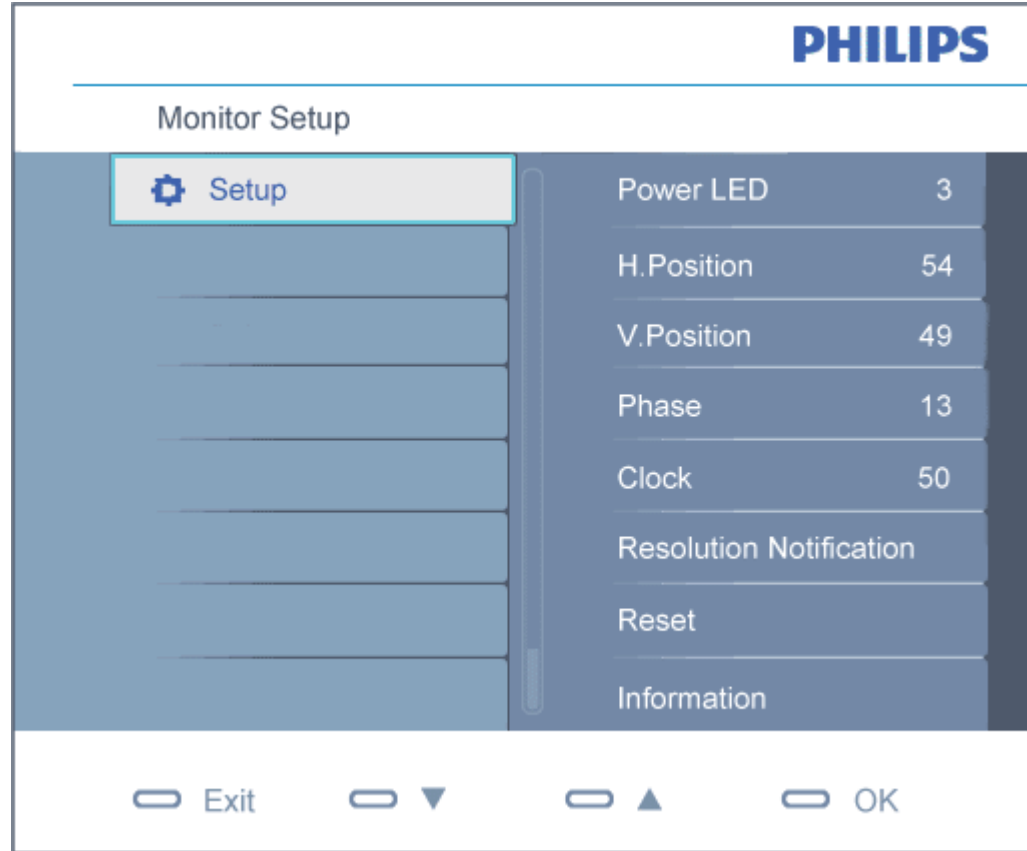 PHILIPS
Monitor Setup
Setup
Power LED 3
H.Position 54
V.Position 49
Phase 13
Clock 50
Resolution Notification
Reset
Information
Exit ▼ ▲ OK